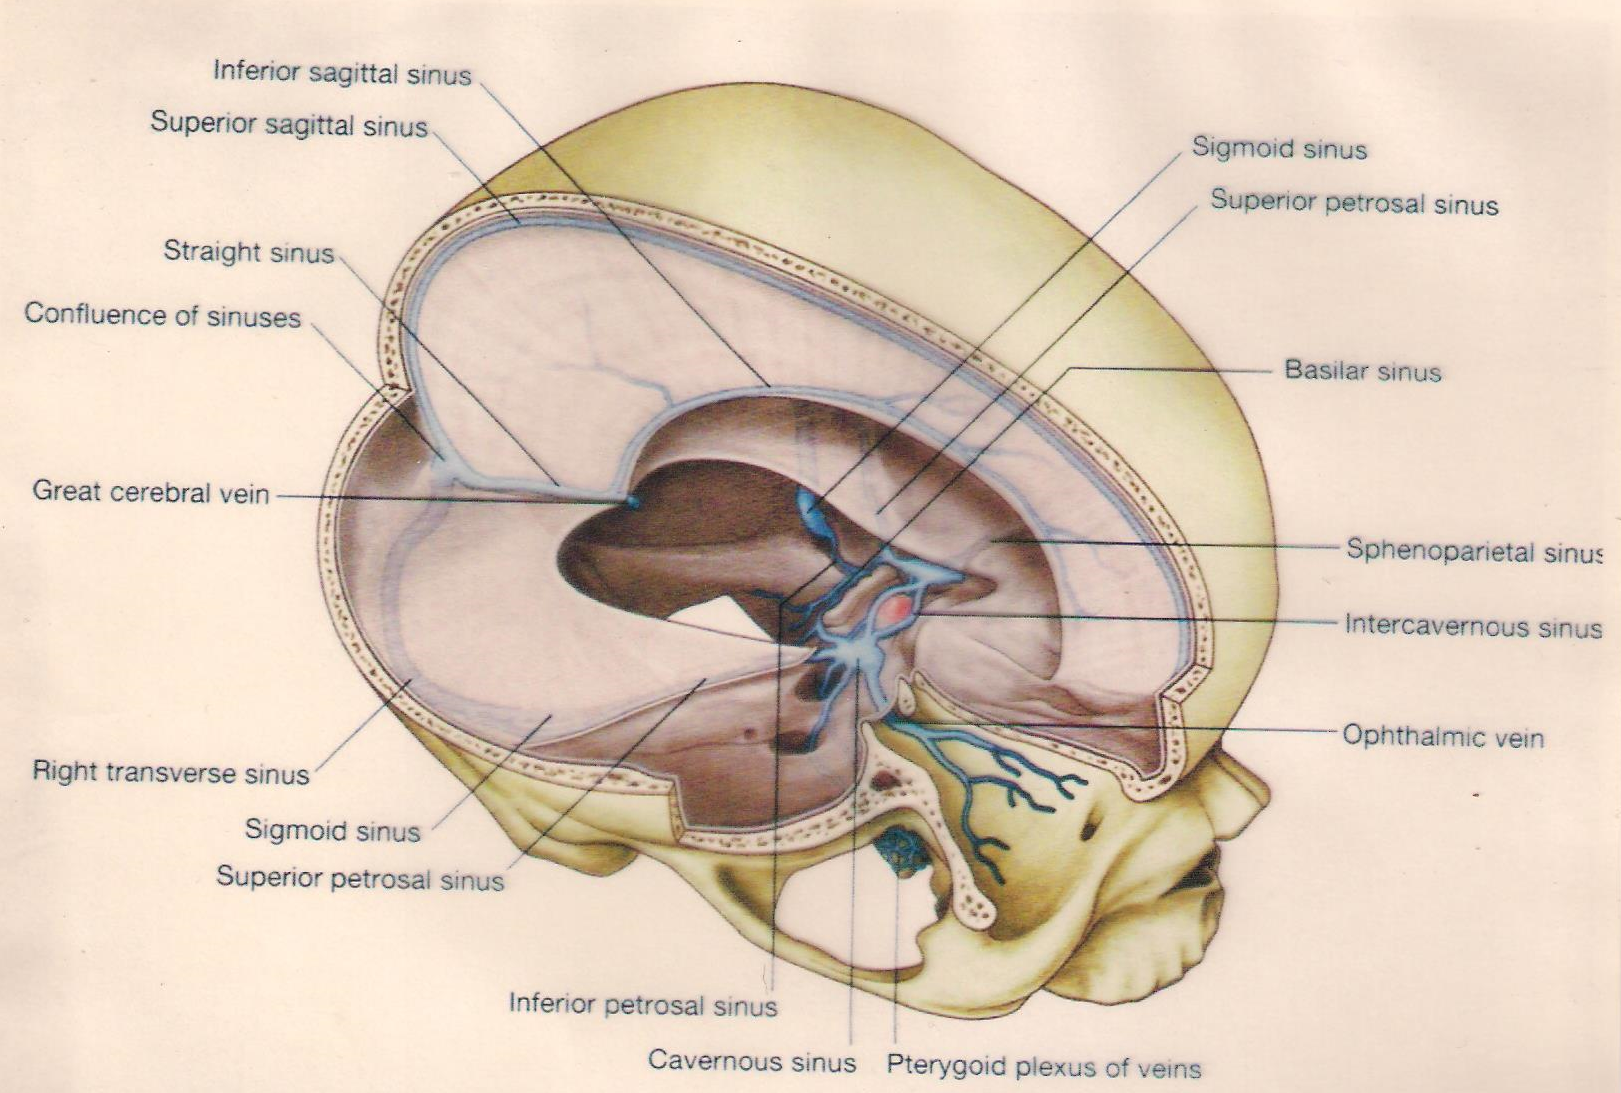 Inferior sagittal sinus
Superior sagittal sinus
Straight sinus
Confluence of sinuses
Great cerebral vein
Right transverse sinus
Sigmoid sinus
Superior petrosal sinus
Inferior petrosal sinus
Cavernous sinus
Pterygoid plexus of veins
Sigmoid sinus
Superior petrosal sinus
Basilar sinus
Sphenoparietal sinus
Intercavernous sinus
Ophthalmic vein